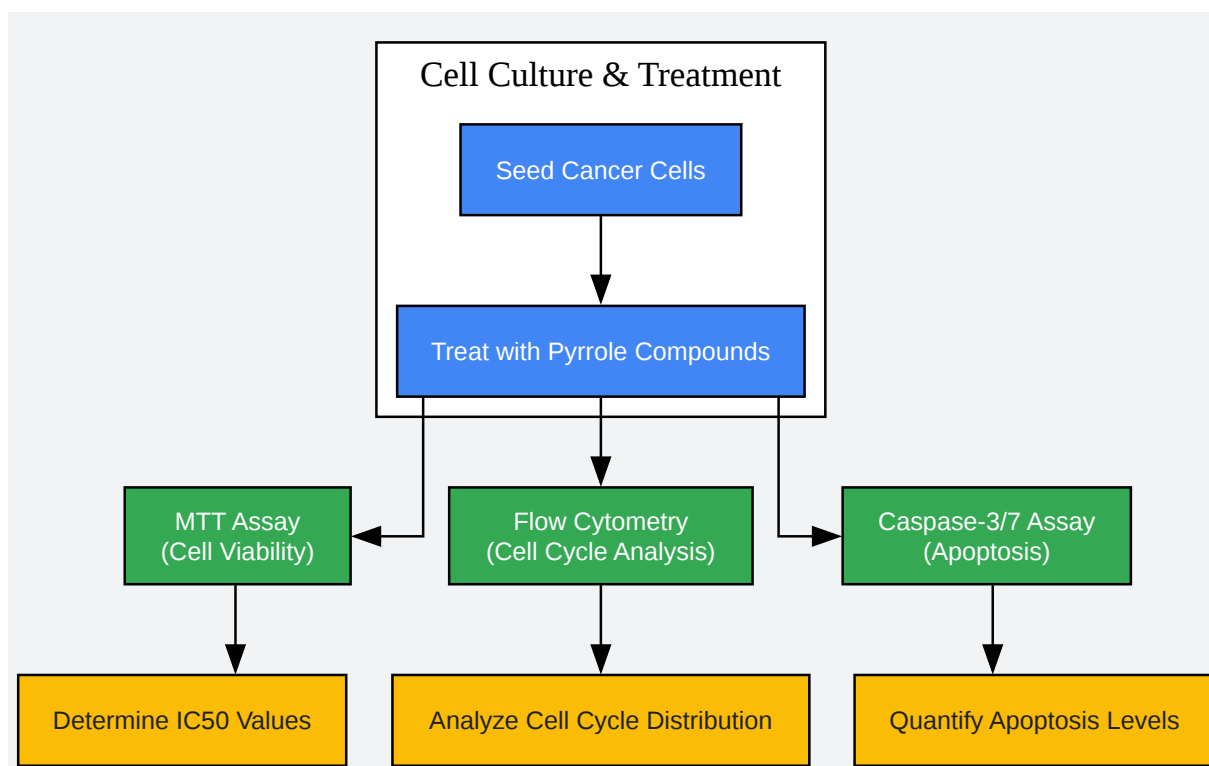 Cell Culture & Treatment
Seed Cancer Cells
Treat with Pyrrole Compounds
MTT Assay
(Cell Viability)
Flow Cytometry
(Cell Cycle Analysis)
Caspase-3/7 Assay
(Apoptosis)
Determine IC50 Values
Analyze Cell Cycle Distribution
Quantify Apoptosis Levels